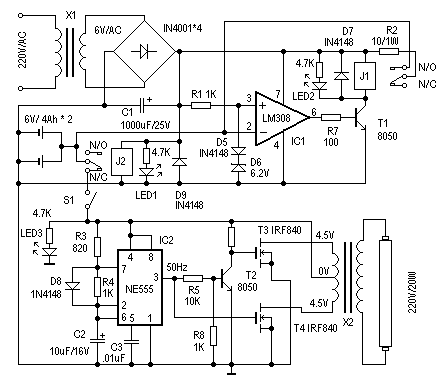 X1
6V/AC
IN4001*4
220V/AC
D7
IN4148
R2
10/1W
4.7K
LED2
J1
N/O
N/C
C1
1000uF/25V
R1 1K
3
7
+
LM308
6
2
4
IC1
R7
100
T1
8050
6V/ 4Ah * 2
N/O
N/C
J2
4.7K
LED1
D5
IN4148
D6
6.2V
D9
IN4148
S1
4.7K
LED3
R3
820
4
8
IC2
7
NE555
3
50Hz
R5
10K
T2
8050
T3 IRF840
4.5V
0V
4.5V
X2
220V/20W
D8
1N4148
R4
1K
2
6
5
1
C2
10uF/16V
C3
.01uF
R8
1K
T4 IRF840